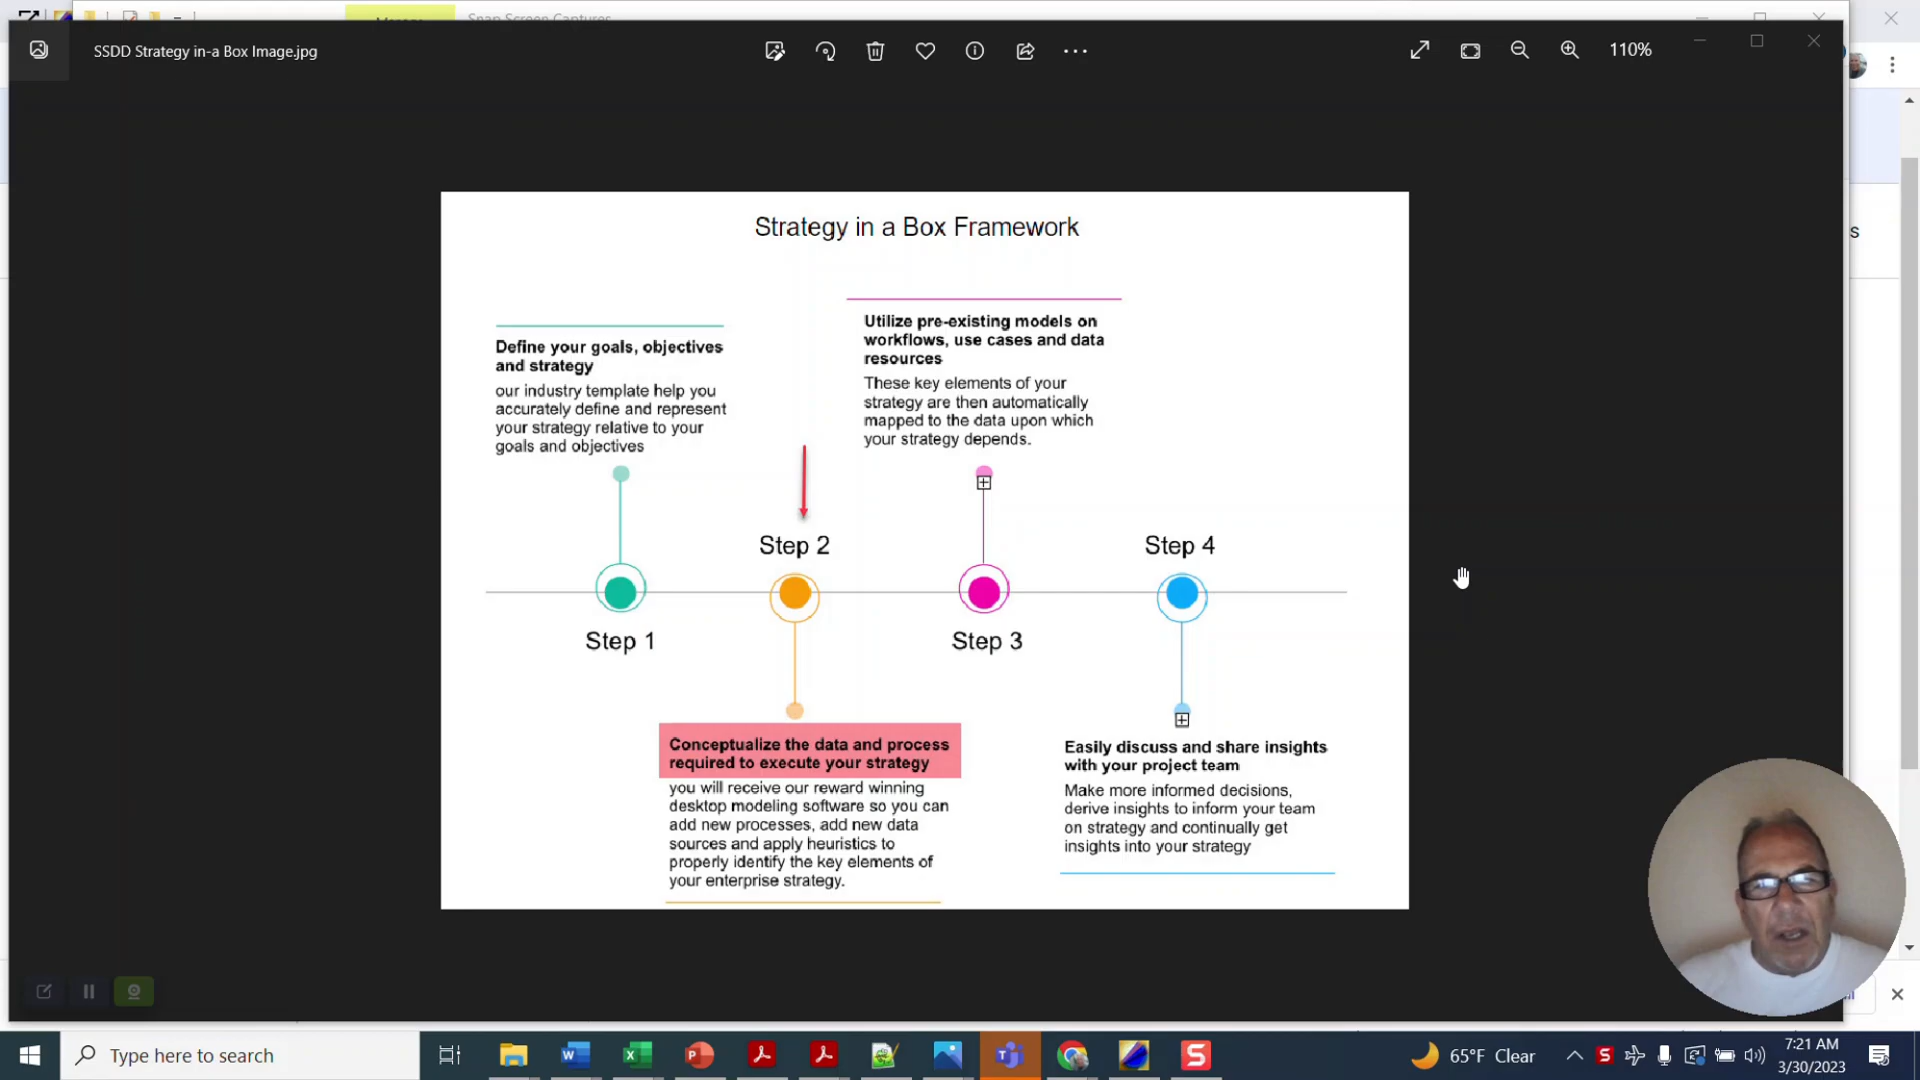 Manage
Snap Screen Captures
SSDD Strategy in-a Box Image.jpg
110%
s
Strategy in a Box Framework
Define your goals, objectives
and strategy
our industry template help you
accurately define and represent
your strategy relative to your
goals and objectives
Utilize pre-existing models on
workflows, use cases and data
resources
These key elements of your
strategy are then automatically
mapped to the data upon which
your strategy depends.
Step 2
Step 4
Step 1
Step 3
Conceptualize the data and process
required to execute your strategy
you will receive our reward winning
desktop modeling software so you can
add new processes, add new data
sources and apply heuristics to
properly identify the key elements of
your enterprise strategy.
Easily discuss and share insights
with your project team
Make more informed decisions,
derive insights to inform your team
on strategy and continually get
insights into your strategy
Type here to search
65°F Clear
7:21 AM
3/30/2023